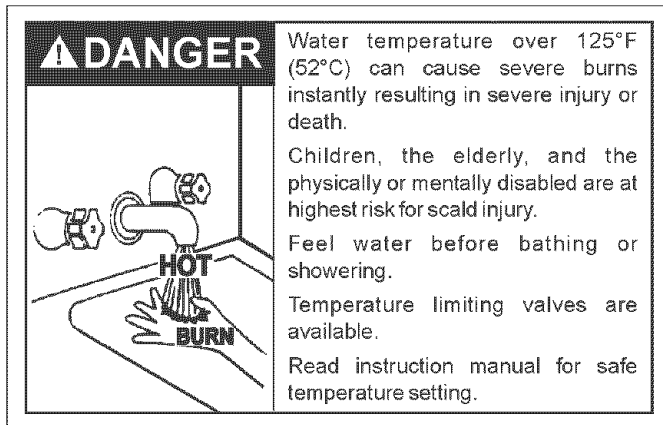 DANGER
HOT
BURN
Water temperature over 125°F
(52°C) can cause severe burns
instantly resulting in severe injury or
death.
Children, the elderly, and the
physically or mentally disabled are at
highest risk for scald injury.
Feel water before bathing or
showering.
Temperature limiting valves are
available.
Read instruction manual for safe
temperature setting.